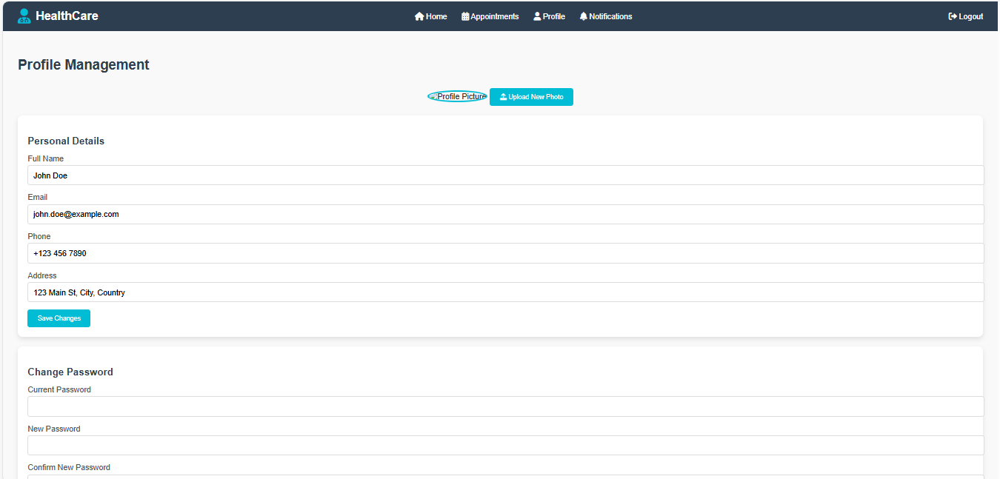 HealthCare Home Appointments Profile Notifications Logout
Profile Management
Profile Picture Upload New Photo
Personal Details
Full Name
John Doe
Email
john.doe@example.com
Phone
+123 456 7890
Address
123 Main St, City, Country
Save Changes
Change Password
Current Password
New Password
Confirm New Password